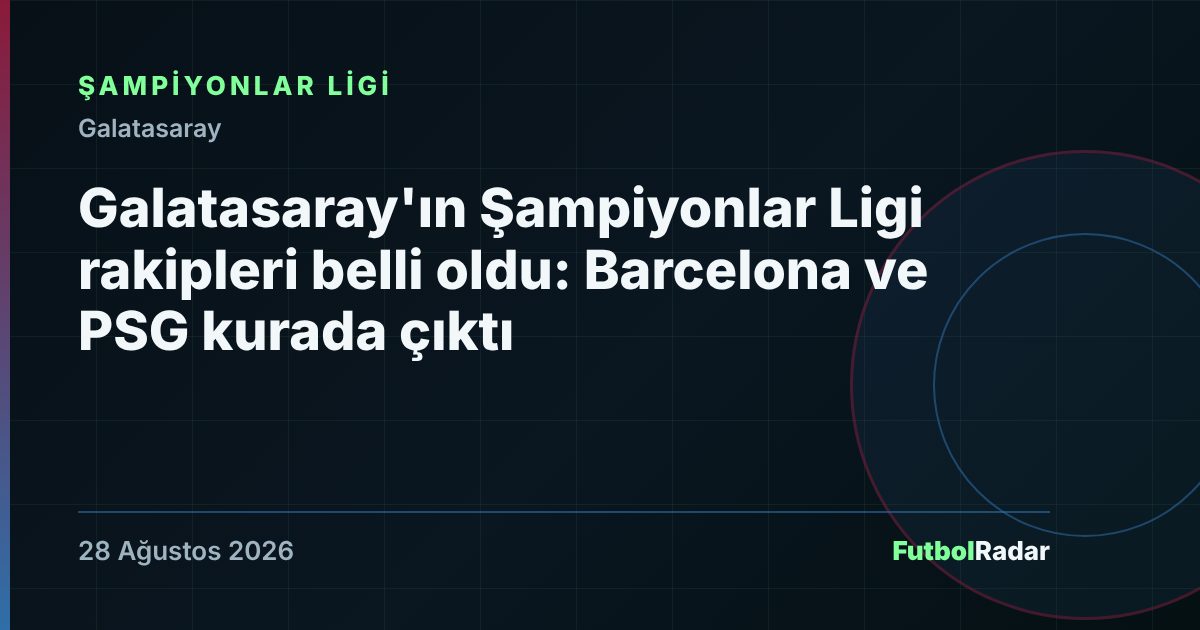 ŞAMPİYONLAR LİGİ
Galatasaray
Galatasaray'ın Şampiyonlar Ligi
rakipleri belli oldu: Barcelona ve
PSG kurada çıktı
28 Ağustos 2026
FutbolRadar